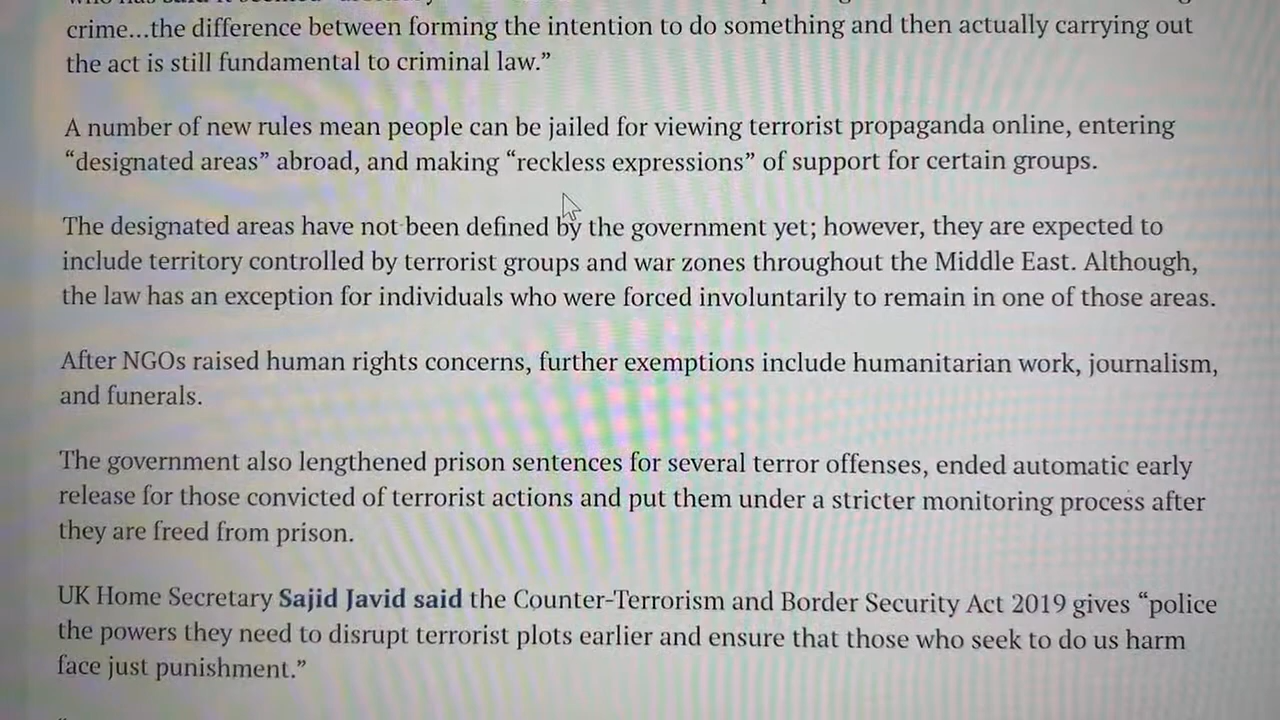 crime...the difference between forming the intention to do something and then actually carrying out
the act is still fundamental to criminal law.”
A number of new rules mean people can be jailed for viewing terrorist propaganda online, entering
“designated areas” abroad, and making “reckless expressions” of support for certain groups.
The designated areas have not been defined by the government yet; however, they are expected to
include territory controlled by terrorist groups and war zones throughout the Middle East. Although,
the law has an exception for individuals who were forced involuntarily to remain in one of those areas.
After NGOs raised human rights concerns, further exemptions include humanitarian work, journalism,
and funerals.
The government also lengthened prison sentences for several terror offenses, ended automatic early
release for those convicted of terrorist actions and put them under a stricter monitoring process after
they are freed from prison.
UK Home Secretary Sajid Javid said the Counter-Terrorism and Border Security Act 2019 gives “police
the powers they need to disrupt terrorist plots earlier and ensure that those who seek to do us harm
face just punishment.”